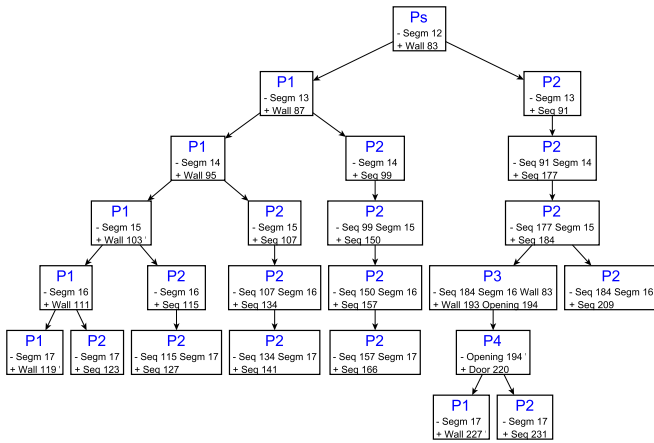 Ps
- Segm 12
+ Wall 83
P1
- Segm 13
+ Wall 87
P2
- Segm 13
+ Seq 91
P1
- Segm 14
+ Wall 95
P2
- Segm 14
+ Seq 99
P2
- Seq 91 Segm 14
+ Seq 177
P1
- Segm 15
+ Wall 103
P2
- Segm 15
+ Seq 107
P2
- Seq 99 Segm 15
+ Seq 150
P2
- Seq 177 Segm 15
+ Seq 184
P1
- Segm 16
+ Wall 111
P2
- Segm 16
+ Seq 115
P2
- Seq 107 Segm 16
+ Seq 134
P2
- Seq 150 Segm 16
+ Seq 157
P3
- Seq 184 Segm 16 Wall 83
+ Wall 193 Opening 194
P2
- Seq 184 Segm 16
+ Seq 209
P1
- Segm 17
+ Wall 119
P2
- Segm 17
+ Seq 123
P2
- Seq 115 Segm 17
+ Seq 127
P2
- Seq 134 Segm 17
+ Seq 141
P2
- Seq 157 Segm 17
+ Seq 166
P4
- Opening 194
+ Door 220
P1
- Segm 17
+ Wall 227
P2
- Segm 17
+ Seq 231